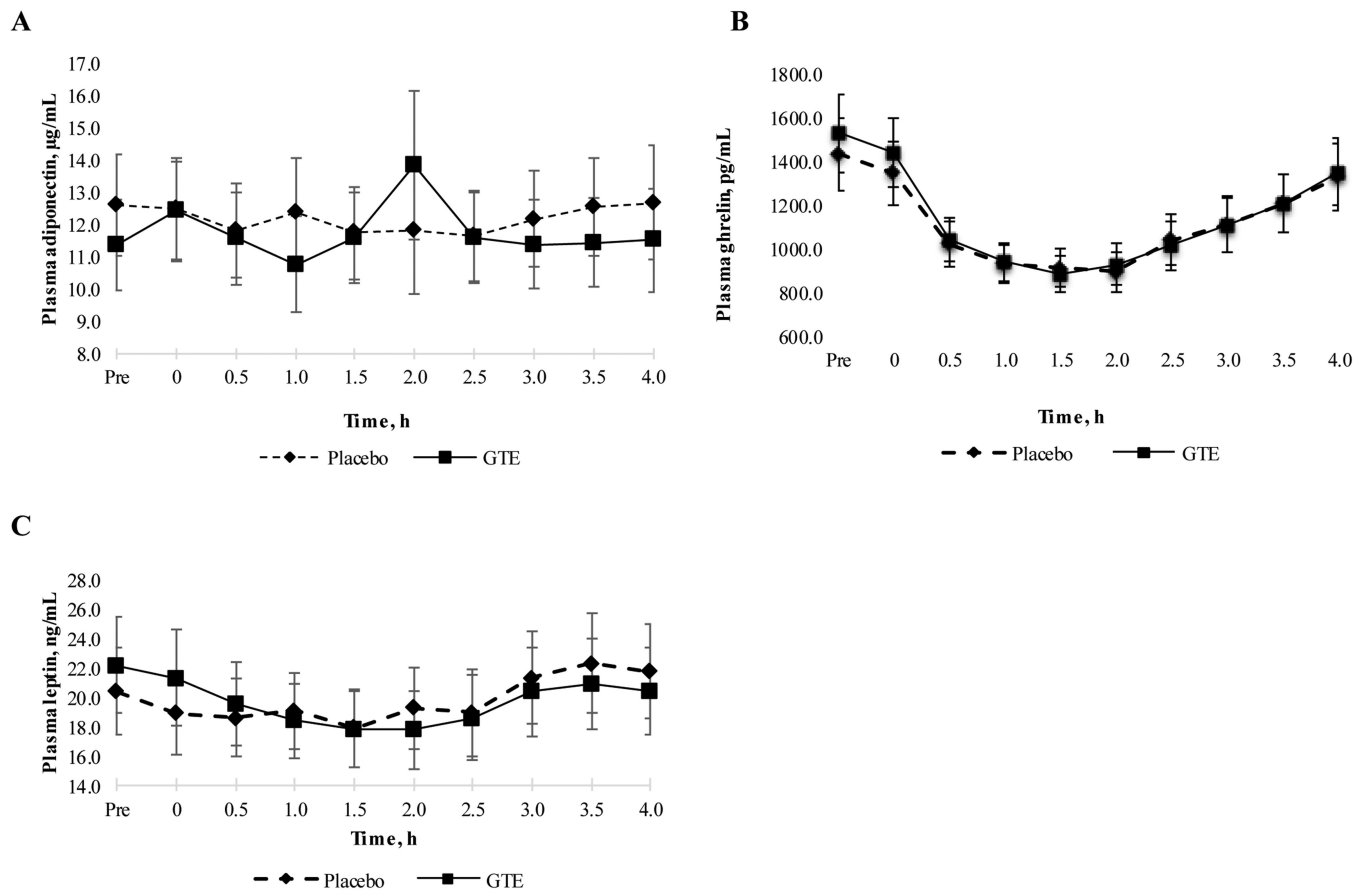 A
Plasma adiponectin, µg/mL
17.0
16.0
15.0
14.0
13.0
12.0
11.0
10.0
9.0
8.0
Pre 0 0.5 1.0 1.5 2.0 2.5 3.0 3.5 4.0
Time, h
Placebo GTE
B
Plasma ghrelin, pg/mL
1800.0
1600.0
1400.0
1200.0
1000.0
800.0
600.0
Pre 0 0.5 1.0 1.5 2.0 2.5 3.0 3.5 4.0
Time, h
Placebo GTE
C
Plasma leptin, ng/mL
28.0
26.0
24.0
22.0
20.0
18.0
16.0
14.0
Pre 0 0.5 1.0 1.5 2.0 2.5 3.0 3.5 4.0
Time, h
Placebo GTE